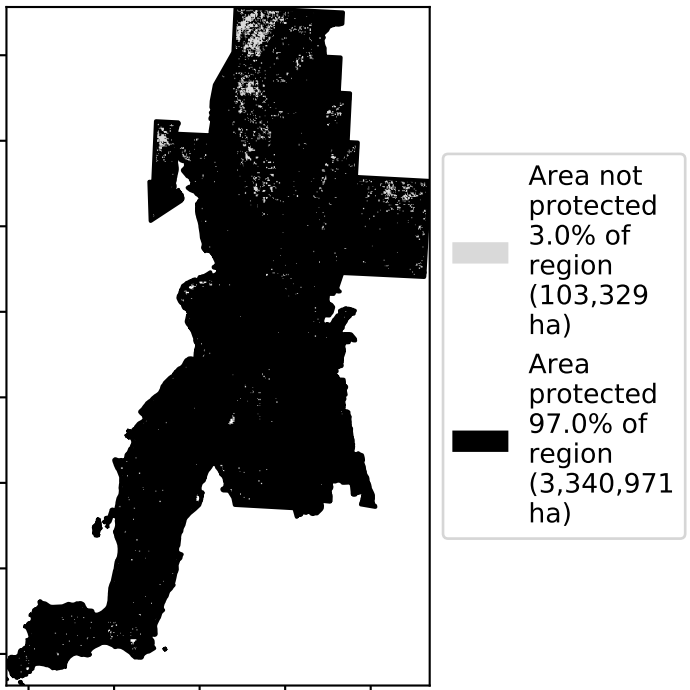 Area not
protected
3.0% of
region
(103,329
ha)
Area
protected
97.0% of
region
(3,340,971
ha)